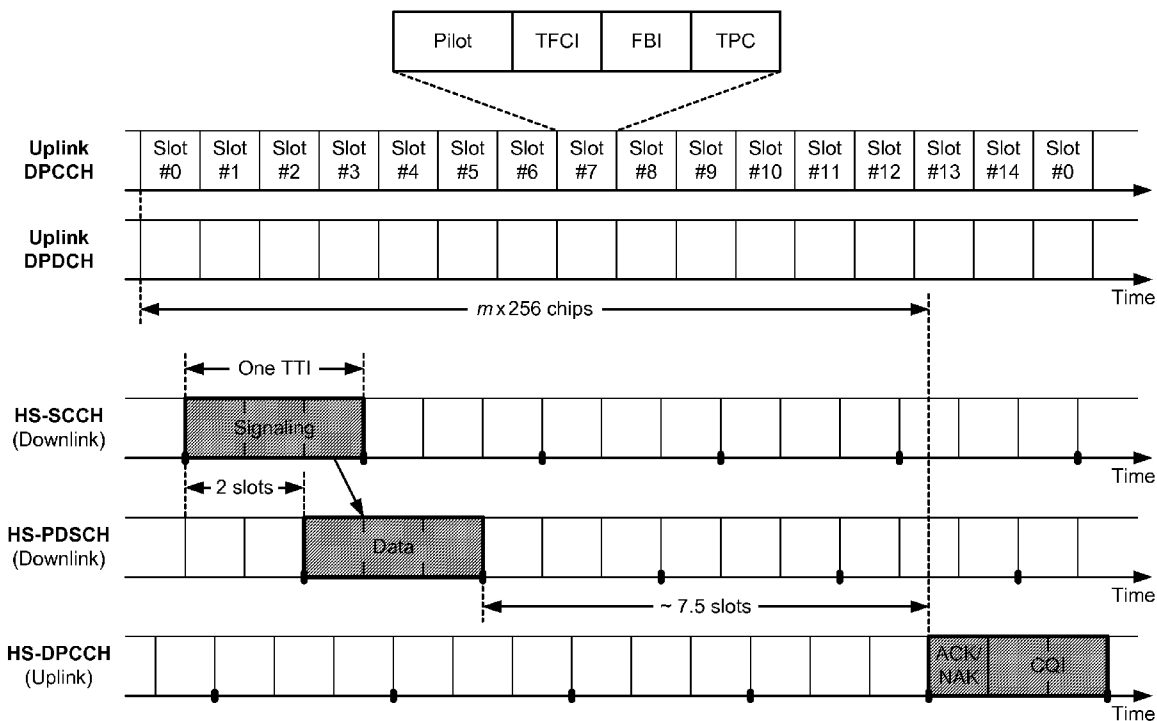 Pilot TFCI FBI TPC
Uplink
DPCCH
Slot #0 Slot #1 Slot #2 Slot #3 Slot #4 Slot #5 Slot #6 Slot #7 Slot #8 Slot #9 Slot #10 Slot #11 Slot #12 Slot #13 Slot #14 Slot #0
Uplink
DPDCH
Time
m x 256 chips
One TTI
HS-SCCH
(Downlink)
Signaling
Time
2 slots
HS-PDSCH
(Downlink)
Data
Time
~ 7.5 slots
HS-DPCCH
(Uplink)
ACK/
NAK
CQI
Time